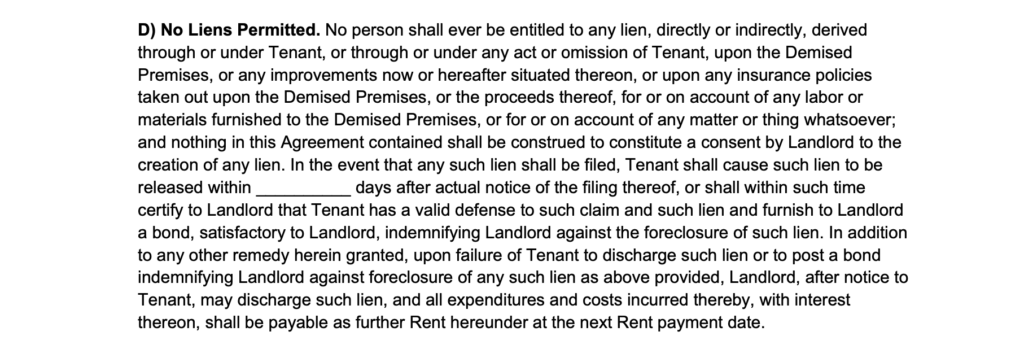 D) No Liens Permitted. No person shall ever be entitled to any lien, directly or indirectly, derived
through or under Tenant, or through or under any act or omission of Tenant, upon the Demised
Premises, or any improvements now or hereafter situated thereon, or upon any insurance policies
taken out upon the Demised Premises, or the proceeds thereof, for or on account of any labor or
materials furnished to the Demised Premises, or for or on account of any matter or thing whatsoever;
and nothing in this Agreement contained shall be construed to constitute a consent by Landlord to the
creation of any lien. In the event that any such lien shall be filed, Tenant shall cause such lien to be
released within __________ days after actual notice of the filing thereof, or shall within such time
certify to Landlord that Tenant has a valid defense to such claim and such lien and furnish to Landlord
a bond, satisfactory to Landlord, indemnifying Landlord against the foreclosure of such lien. In addition
to any other remedy herein granted, upon failure of Tenant to discharge such lien or to post a bond
indemnifying Landlord against foreclosure of any such lien as above provided, Landlord, after notice to
Tenant, may discharge such lien, and all expenditures and costs incurred thereby, with interest
thereon, shall be payable as further Rent hereunder at the next Rent payment date.